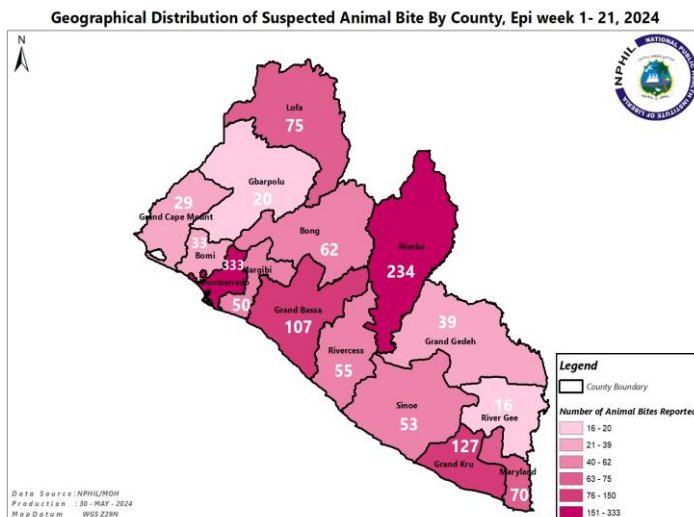 Geographical Distribution of Suspected Animal Bite By County, Epi week 1- 21, 2024
N
NPHIL
NATIONAL PUBLIC HEALTH INSTITUTE OF LIBERIA
Lofa
75
Gbarpolu
20
29
Grand Cape Mount
33
Bomi
Bong
62
Nimba
234
333
Montserrado
Margibi
50
Grand Bassa
107
39
Grand Gedeh
Rivercess
55
Sinoe
53
16
River Gee
127
Grand Kru
Maryland
70
Legend
County Boundary
Number of Animal Bites Reported
16 - 20
21 - 39
40 - 62
63 - 75
76 - 150
151 - 333
Data Source: NPHIL/MOH
Production : 30 - MAY - 2024
Map Datum WGS Z29N